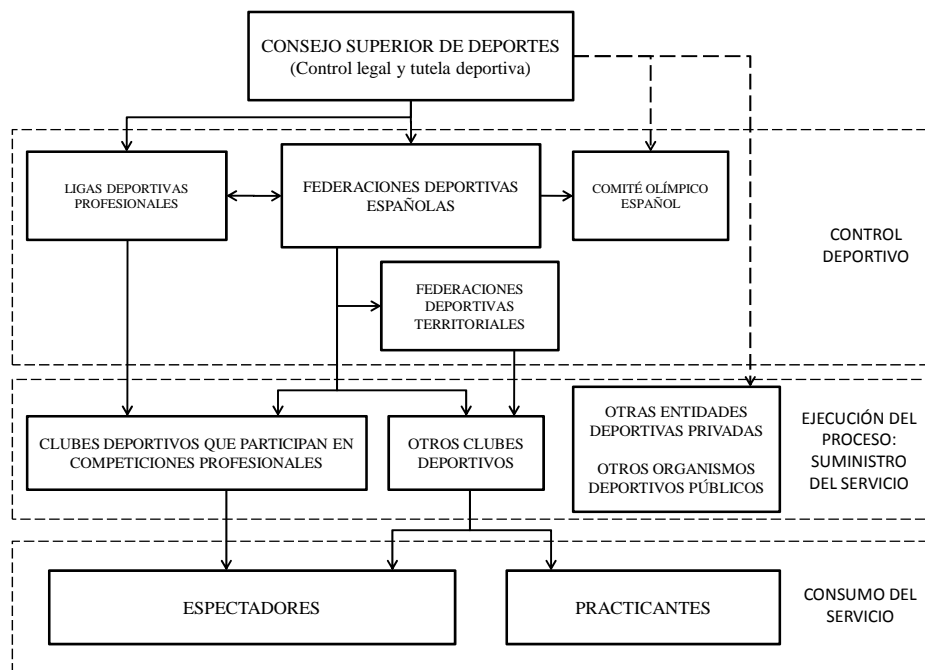 CONSEJO SUPERIOR DE DEPORTES
(Control legal y tutela deportiva)
LIGAS DEPORTIVAS
PROFESIONALES
FEDERACIONES DEPORTIVAS
ESPAÑOLAS
COMITÉ OLÍMPICO
ESPAÑOL
CONTROL
DEPORTIVO
FEDERACIONES
DEPORTIVAS
TERRITORIALES
CLUBES DEPORTIVOS QUE PARTICIPAN EN
COMPETICIONES PROFESIONALES
OTROS CLUBES
DEPORTIVOS
OTRAS ENTIDADES
DEPORTIVAS PRIVADAS
OTROS ORGANISMOS
DEPORTIVOS PÚBLICOS
EJECUCIÓN DEL
PROCESO:
SUMINISTRO
DEL SERVICIO
ESPECTADORES
PRACTICANTES
CONSUMO DEL
SERVICIO